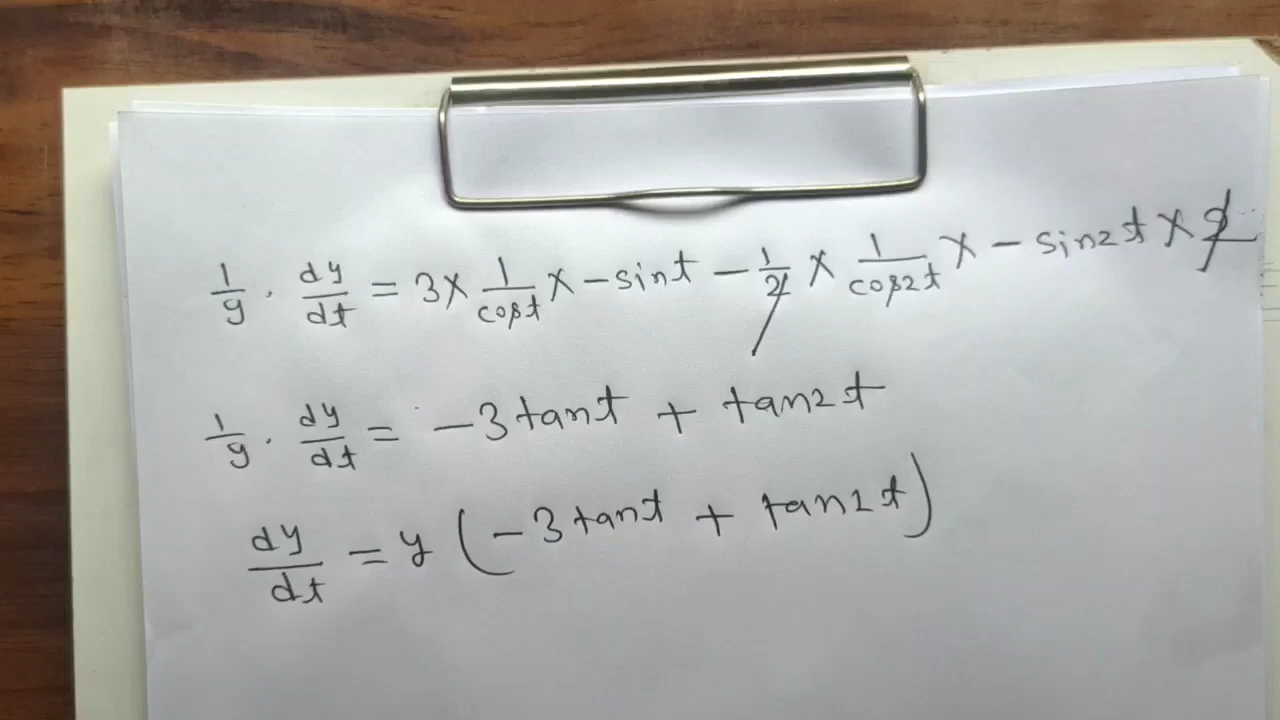 1/y · dy/dt = 3 × 1/cost × -sint - 1/2 × 1/cos2t × - sin2t × 2
1/y · dy/dt = -3tant + tan2t
dy/dt = y (-3tant + tan2t)